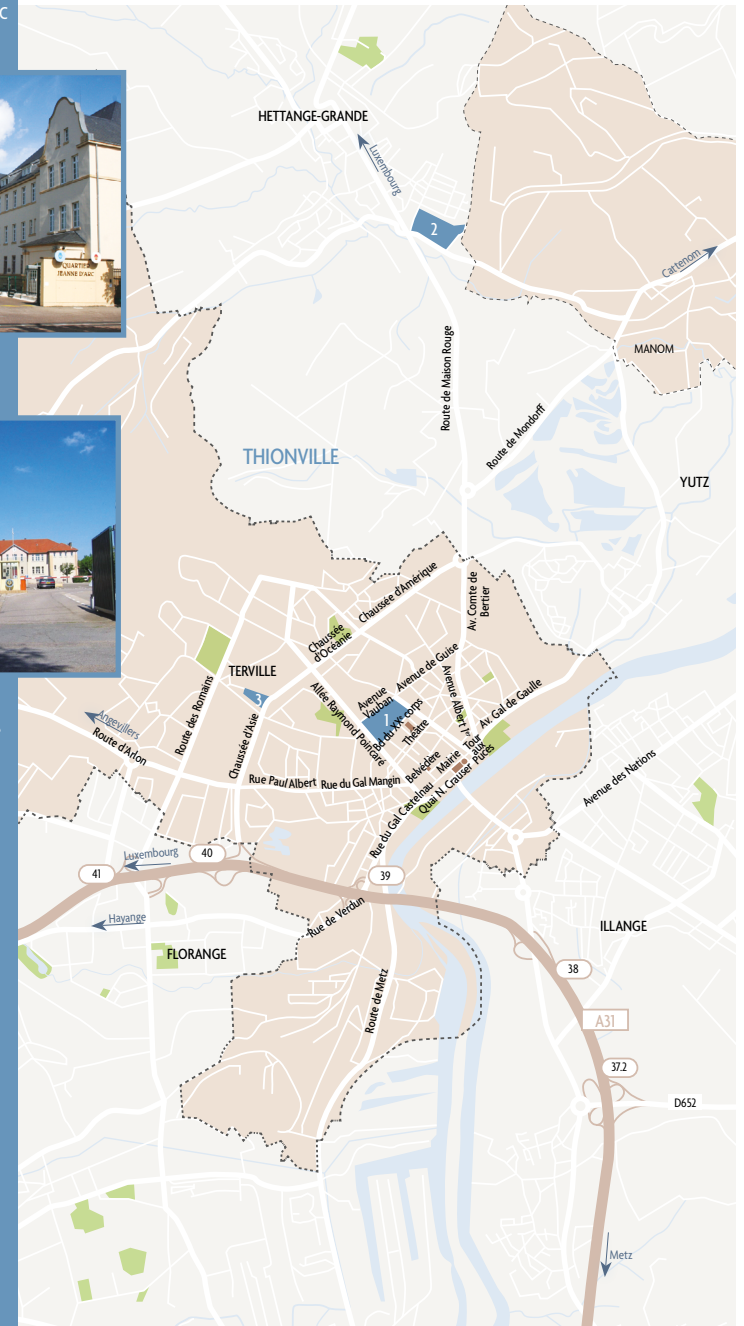 C
QUARTIER
JEANNE D'ARC
HETTANGE-GRANDE
Luxembourg
2
Cattenom
MANOM
Route de Maison Rouge
Route de Mondorff
THIONVILLE
YUTZ
Chaussée d'Amérique
Av. Comte de
Bertier
Chaussée
d'Océanie
TERVILLE
Avenue de Guise
Avenue
Vauban
3
1
Allée Raymond Poincaré
Bd du XXe corps
Théâtre
Avenue Albert Ier
Av. Gal de Gaulle
Route des Romains
Angevillers
Route d'Arlon
Chaussée d'Asie
Tour
aux
Puces
Mairie
Belvédère
Rue Paul Albert
Rue du Gal Mangin
Quai N. Crauser
Rue du Gal Castelnau
Avenue des Nations
Luxembourg
40
41
39
Hayange
Rue de Verdun
FLORANGE
ILLANGE
38
Route de Metz
A31
37.2
D652
Metz